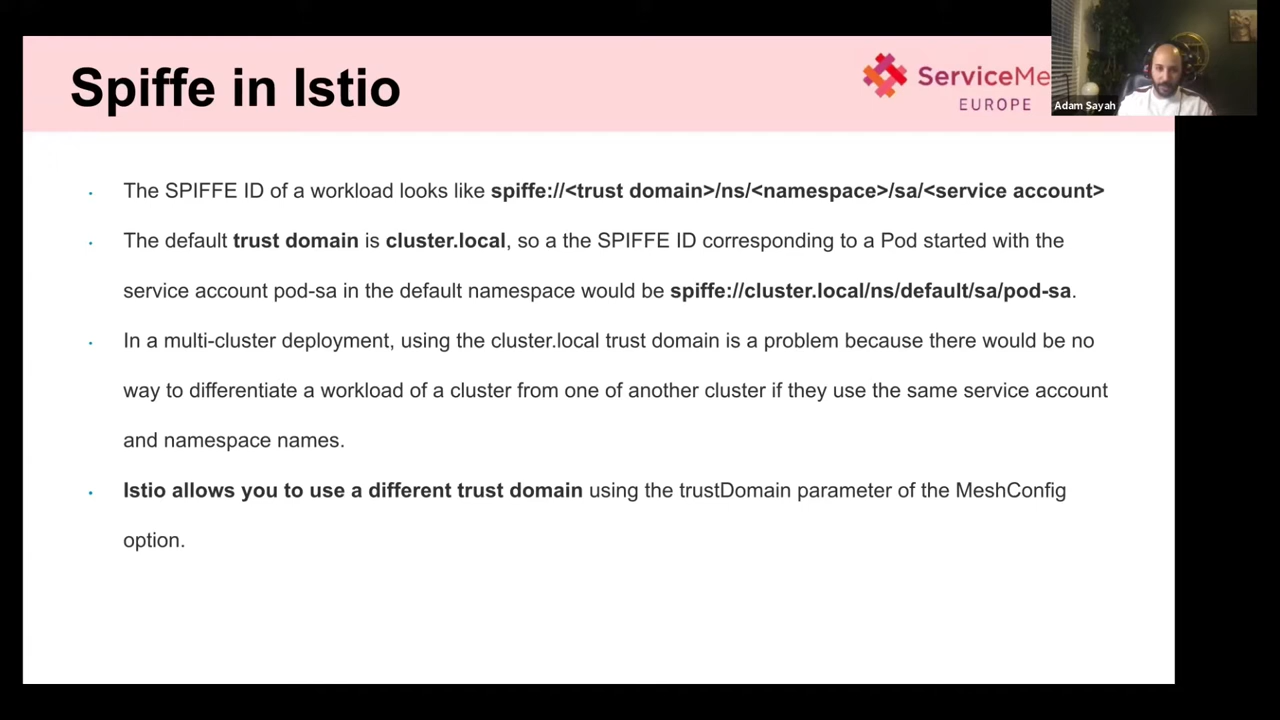 Spiffe in Istio
ServiceMe
EUROPE
Adam Sayah
The SPIFFE ID of a workload looks like spiffe://<trust domain>/ns/<namespace>/sa/<service account>
The default trust domain is cluster.local, so a the SPIFFE ID corresponding to a Pod started with the
service account pod-sa in the default namespace would be spiffe://cluster.local/ns/default/sa/pod-sa.
In a multi-cluster deployment, using the cluster.local trust domain is a problem because there would be no
way to differentiate a workload of a cluster from one of another cluster if they use the same service account
and namespace names.
Istio allows you to use a different trust domain using the trustDomain parameter of the MeshConfig
option.